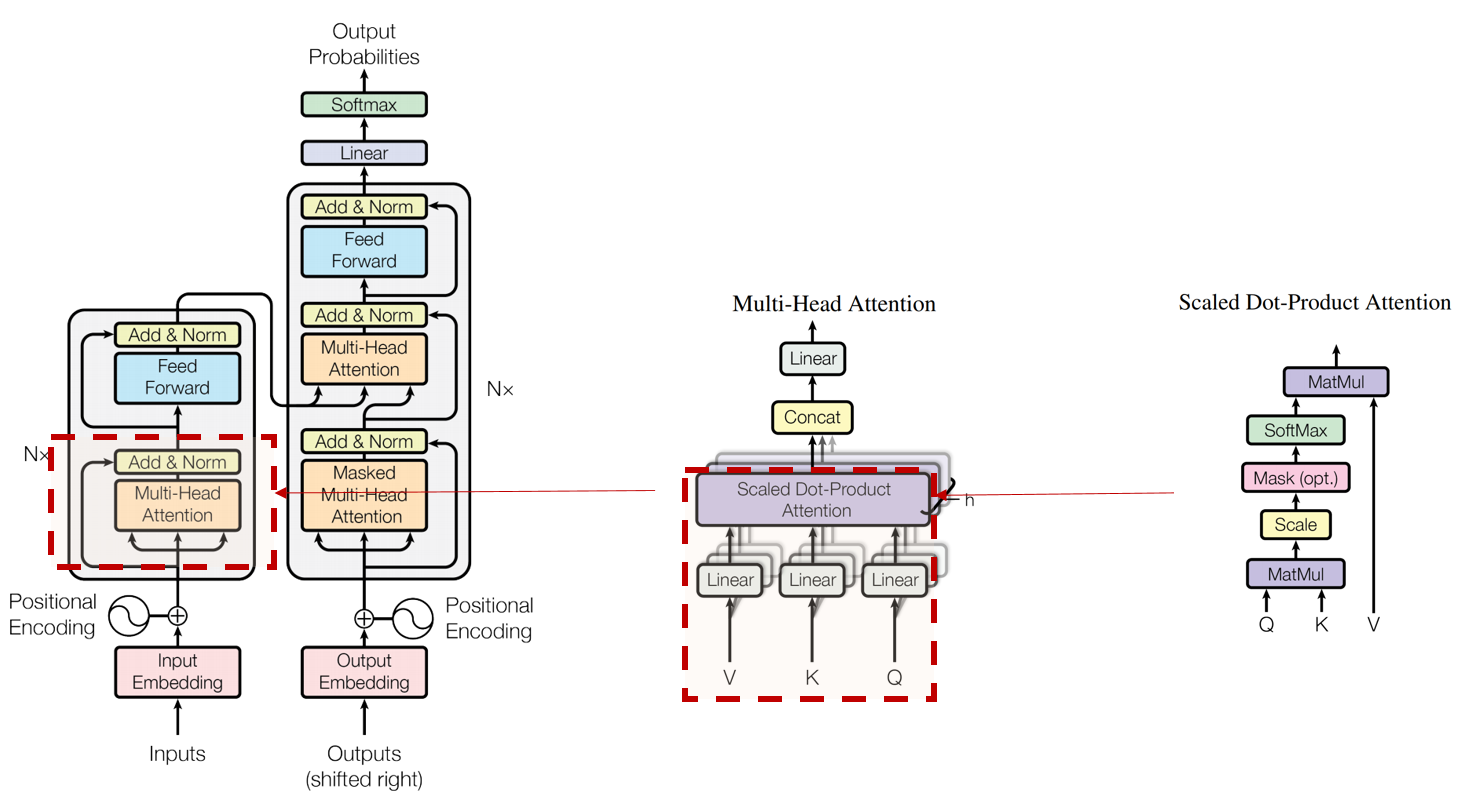 Output
Probabilities
Softmax
Linear
Add & Norm
Feed
Forward
Add & Norm
Multi-Head
Attention
Nx
Add & Norm
Masked
Multi-Head
Attention
Positional
Encoding
Output
Embedding
Outputs
(shifted right)
Add & Norm
Feed
Forward
Nx
Add & Norm
Multi-Head
Attention
Positional
Encoding
Input
Embedding
Inputs
Multi-Head Attention
Linear
Concat
Scaled Dot-Product
Attention
h
Linear
Linear
Linear
V
K
Q
Scaled Dot-Product Attention
MatMul
SoftMax
Mask (opt.)
Scale
MatMul
Q
K
V